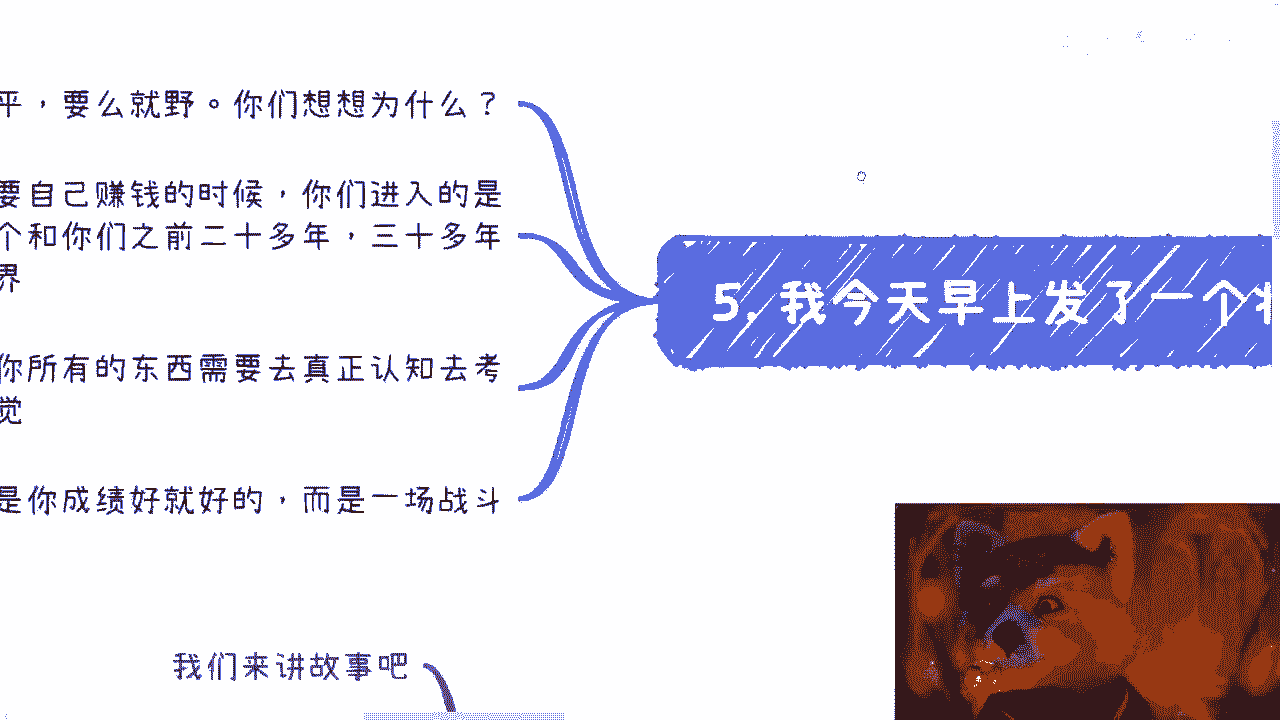 平，要么就野。你们想想为什么？
要自己赚钱的时候，你们进入的是
个和你们之前二十多年，三十多年
界
你所有的东西需要去真正认知去考
觉
是你成绩好就好的，而是一场战斗
5. 我今天早上发了一个
我们来讲故事吧